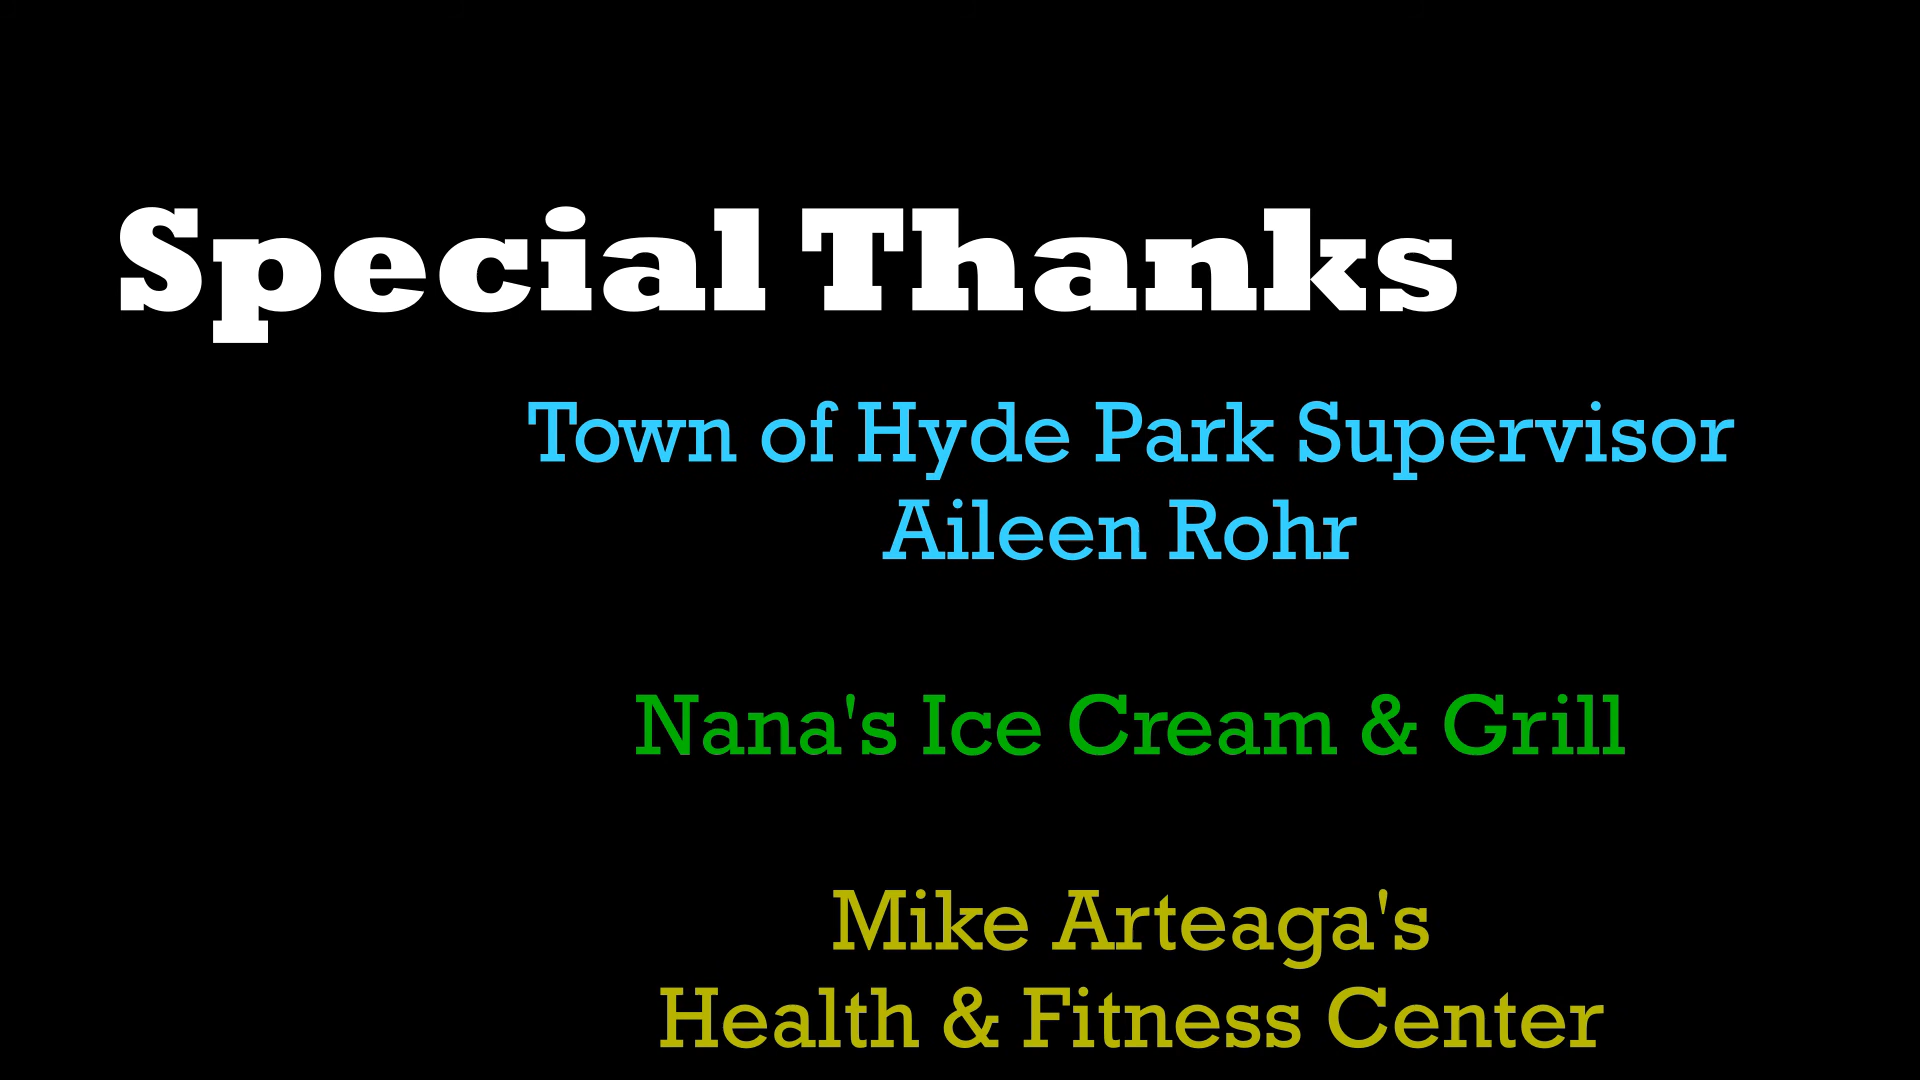 Special Thanks
Town of Hyde Park Supervisor
Aileen Rohr
Nana's Ice Cream & Grill
Mike Arteaga's
Health & Fitness Center